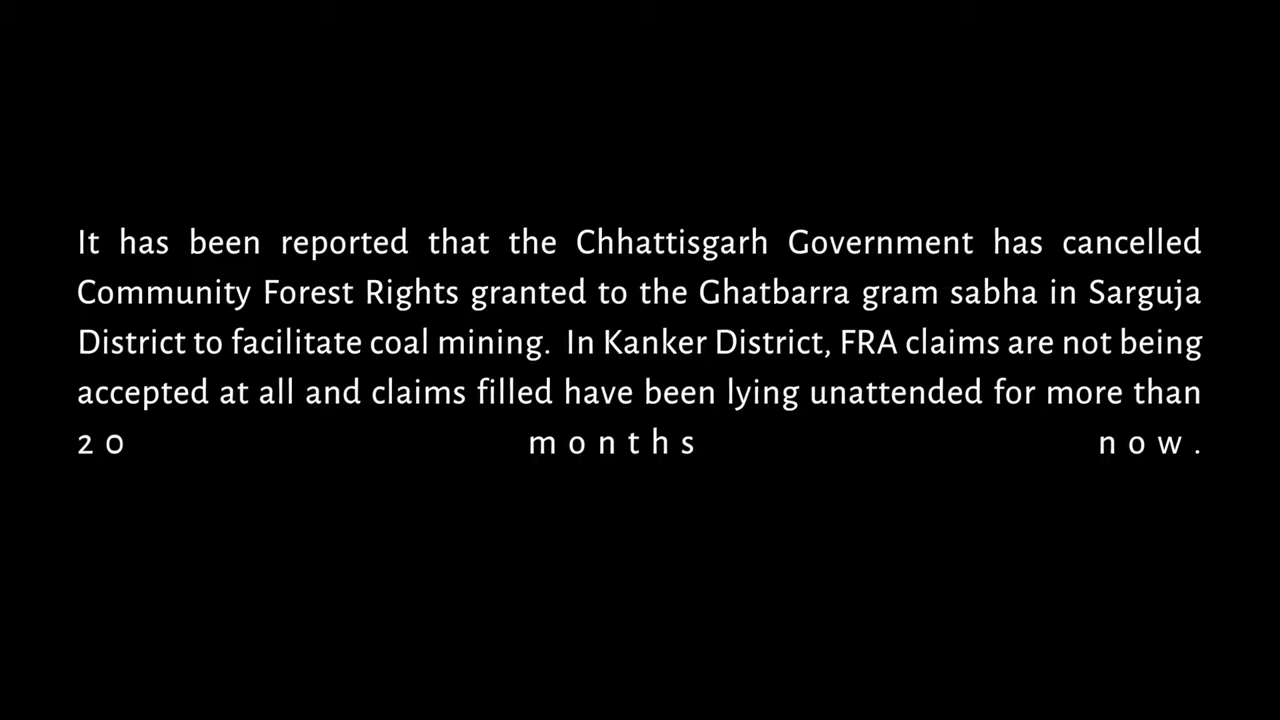 It has been reported that the Chhattisgarh Government has cancelled
Community Forest Rights granted to the Ghatbarra gram sabha in Sarguja
District to facilitate coal mining.  In Kanker District, FRA claims are not being
accepted at all and claims filled have been lying unattended for more than
20 months now.